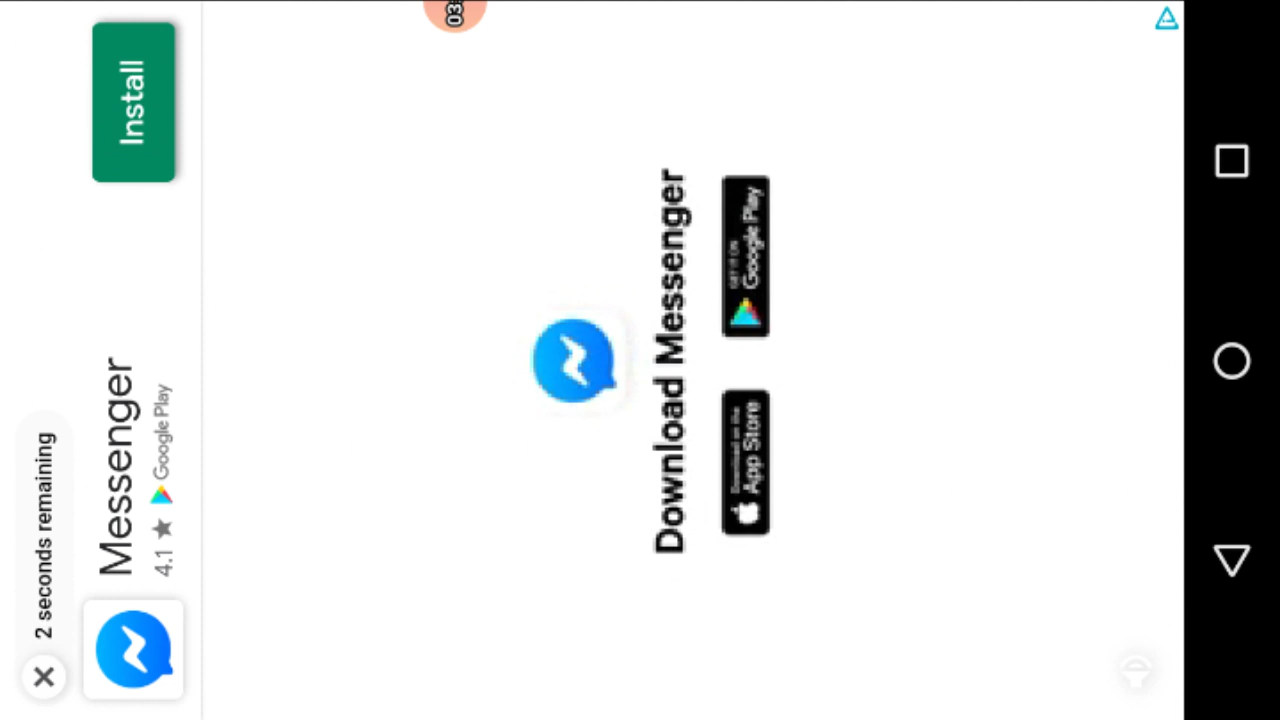 2 seconds remaining
Messenger
4.1 ★ Google Play
Install
03
Download Messenger
Download on the
App Store
GET IT ON
Google Play